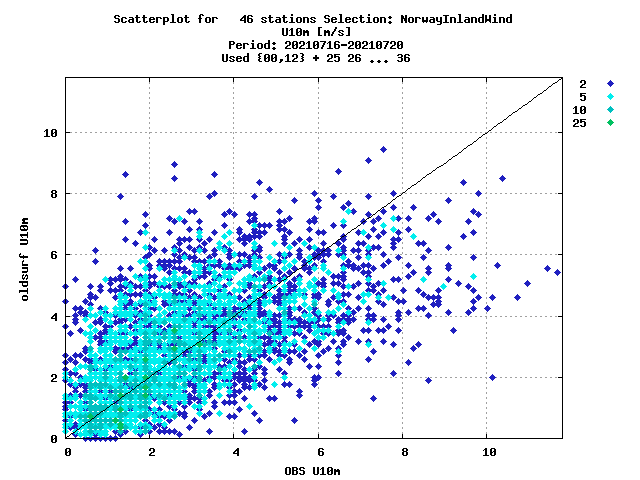 Scatterplot for   46 stations Selection: NorwayInlandWind
U10m [m/s]
Period: 20210716-20210720
Used {00,12} + 25 26 ... 36
2
5
10
25
10
8
6
4
2
0
oldsurf U10m
0 2 4 6 8 10
OBS U10m